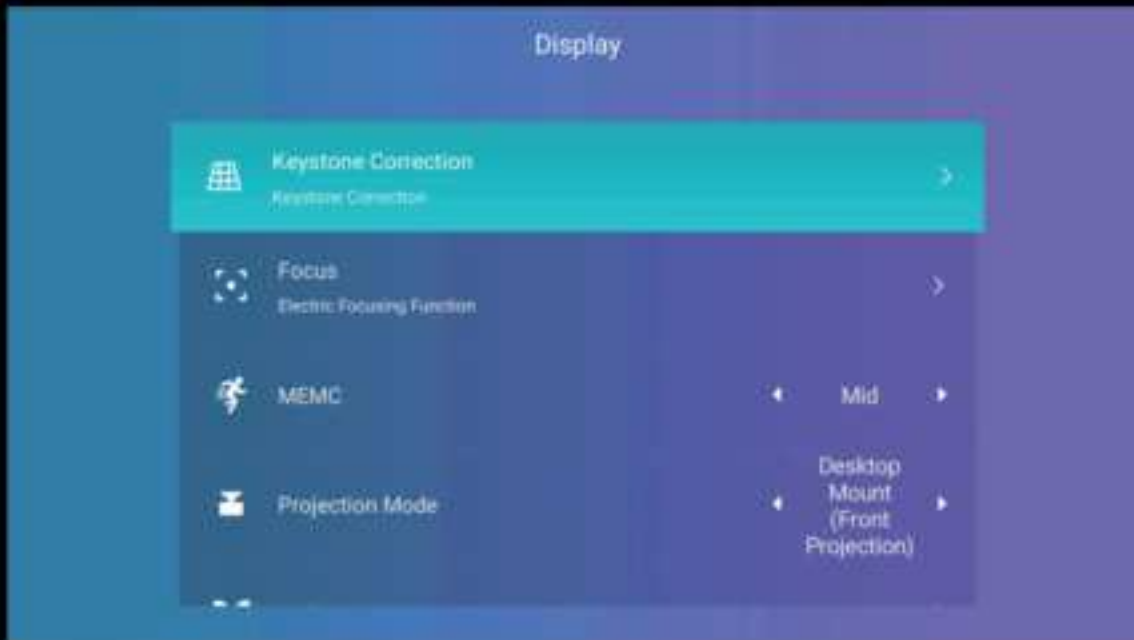 Display
Keystone Correction
Keystone Correction
Focus
Electric Focusing Function
MEMC
Mid
Projection Mode
Desktop
Mount
(Front
Projection)